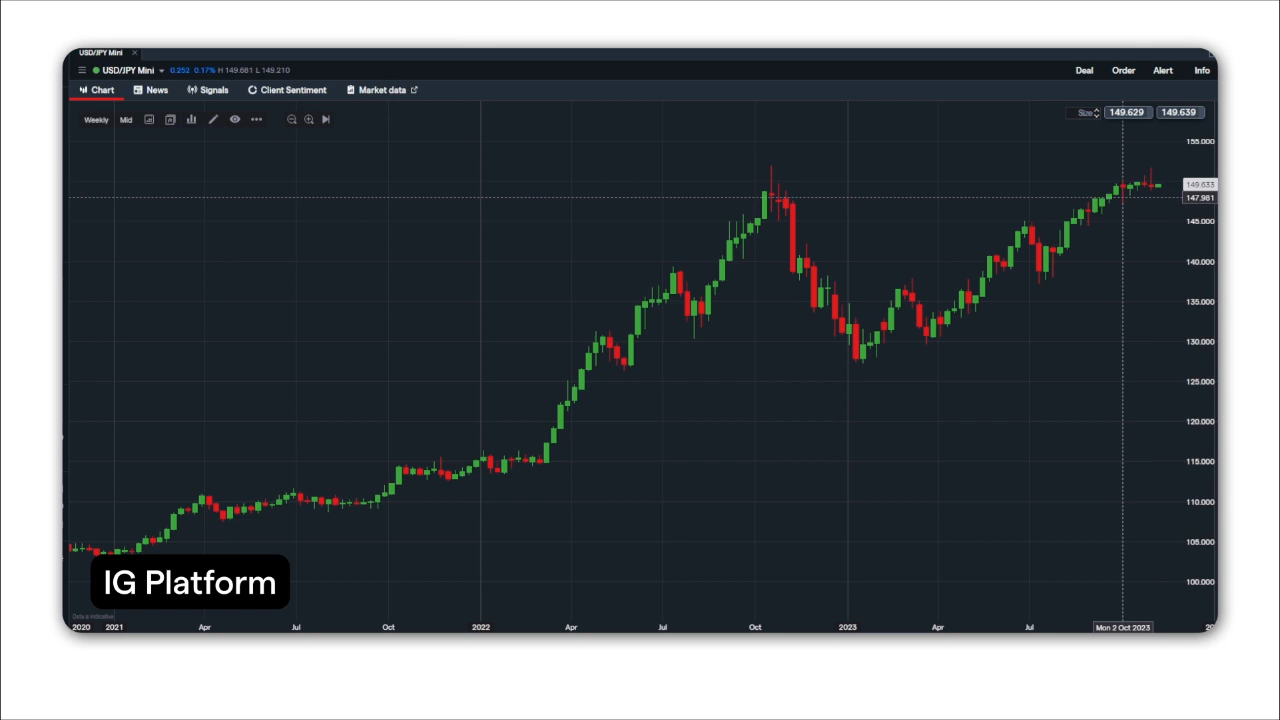 USD/JPY Mini
USD/JPY Mini 0.252 0.17% H 149.681 L 149.210
Deal Order Alert Info
Chart News Signals Client Sentiment Market data
Weekly Mid
Size 149.629 149.639
155.000
149.633
147.981
145.000
140.000
135.000
130.000
125.000
120.000
115.000
110.000
105.000
100.000
IG Platform
Data is indicative
2020 2021 Apr Jul Oct 2022 Apr Jul Oct 2023 Apr Jul Mon 2 Oct 2023